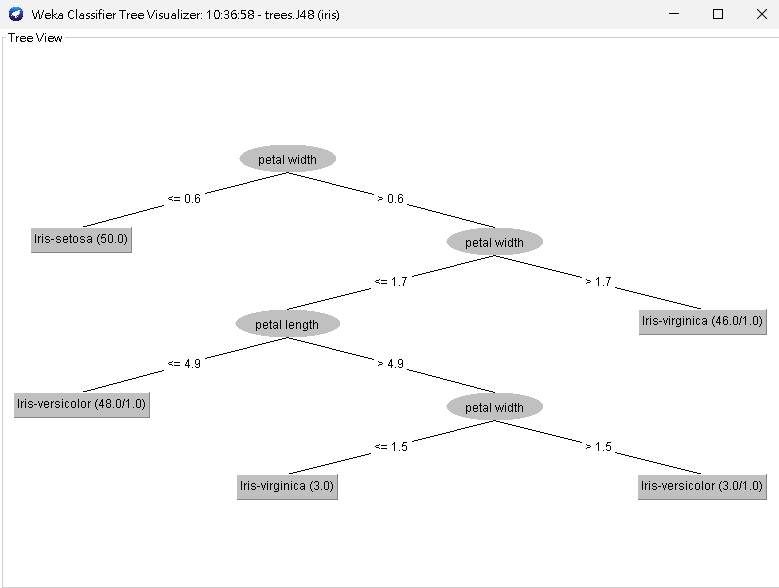 Weka Classifier Tree Visualizer: 10:36:58 - trees.J48 (iris)
Tree View
petal width
<= 0.6
> 0.6
Iris-setosa (50.0)
petal width
<= 1.7
> 1.7
petal length
Iris-virginica (46.0/1.0)
<= 4.9
> 4.9
Iris-versicolor (48.0/1.0)
petal width
<= 1.5
> 1.5
Iris-virginica (3.0)
Iris-versicolor (3.0/1.0)